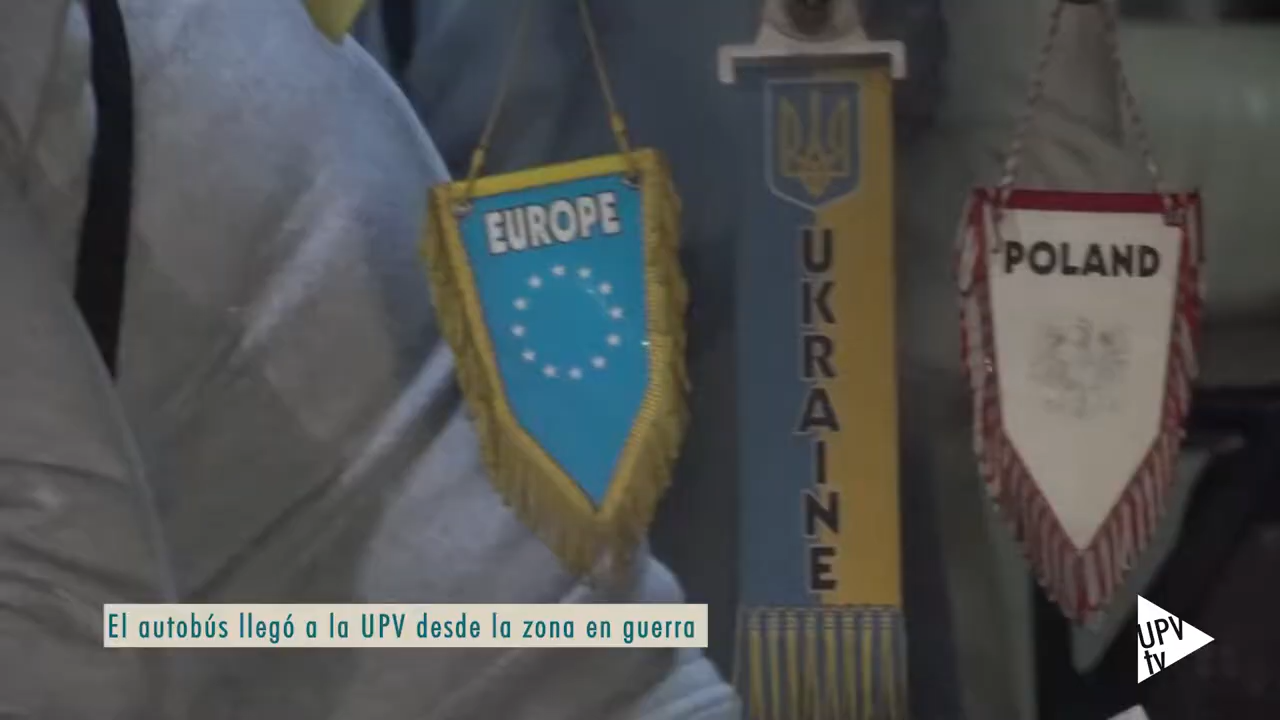 EUROPE
UKRAINE
POLAND
El autobús llegó a la UPV desde la zona en guerra
UPV
tv